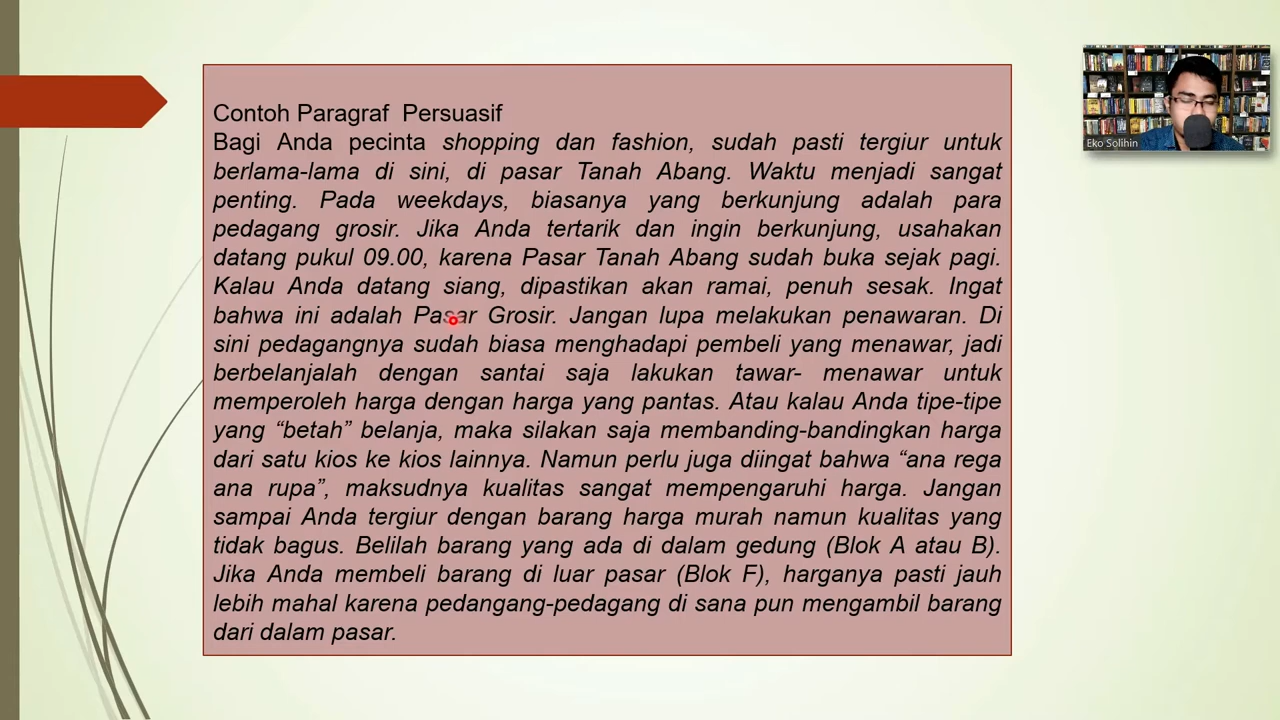 Contoh Paragraf  Persuasif
Bagi Anda pecinta shopping dan fashion, sudah pasti tergiur untuk
berlama-lama di sini, di pasar Tanah Abang. Waktu menjadi sangat
penting. Pada weekdays, biasanya yang berkunjung adalah para
pedagang grosir. Jika Anda tertarik dan ingin berkunjung, usahakan
datang pukul 09.00, karena Pasar Tanah Abang sudah buka sejak pagi.
Kalau Anda datang siang, dipastikan akan ramai, penuh sesak. Ingat
bahwa ini adalah Pasar Grosir. Jangan lupa melakukan penawaran. Di
sini pedagangnya sudah biasa menghadapi pembeli yang menawar, jadi
berbelanjalah dengan santai saja lakukan tawar- menawar untuk
memperoleh harga dengan harga yang pantas. Atau kalau Anda tipe-tipe
yang “betah” belanja, maka silakan saja membanding-bandingkan harga
dari satu kios ke kios lainnya. Namun perlu juga diingat bahwa “ana rega
ana rupa”, maksudnya kualitas sangat mempengaruhi harga. Jangan
sampai Anda tergiur dengan barang harga murah namun kualitas yang
tidak bagus. Belilah barang yang ada di dalam gedung (Blok A atau B).
Jika Anda membeli barang di luar pasar (Blok F), harganya pasti jauh
lebih mahal karena pedangang-pedagang di sana pun mengambil barang
dari dalam pasar.
Eko Solihin